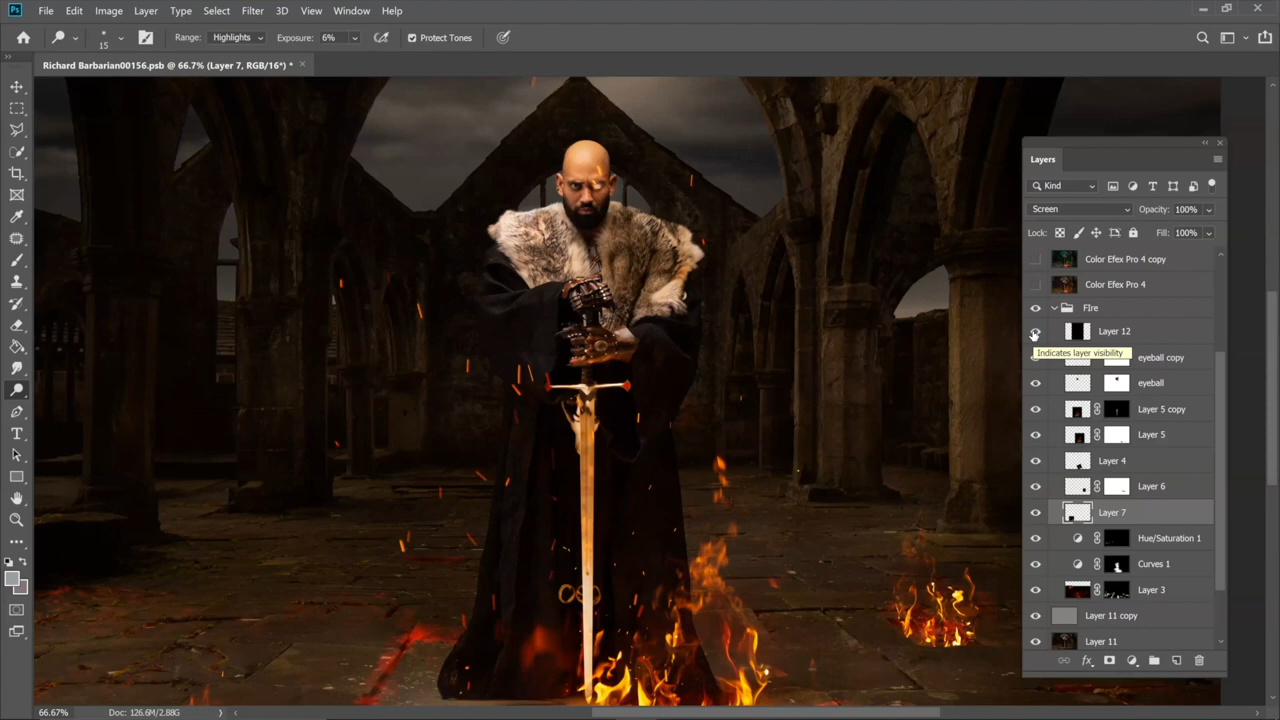 Ps File Edit Image Layer Type Select Filter 3D View Window Help
15 Range: Highlights Exposure: 6% Protect Tones
Richard Barbarian00156.psb @ 66.7% (Layer 7, RGB/16*) * ×
Layers
Kind
Screen Opacity: 100%
Lock: Fill: 100%
Color Efex Pro 4 copy
Color Efex Pro 4
FIre
Layer 12
Indicates layer visibility
eyeball copy
eyeball
Layer 5 copy
Layer 5
Layer 4
Layer 6
Layer 7
Hue/Saturation 1
Curves 1
Layer 3
Layer 11 copy
Layer 11
fx
66.67% Doc: 126.6M/2.88G